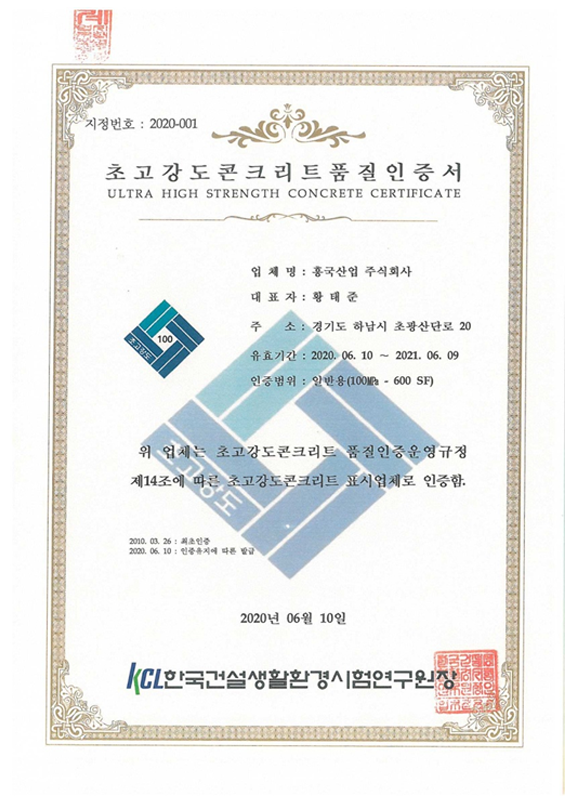 지정번호 : 2020-001
초고강도콘크리트품질인증서
ULTRA HIGH STRENGTH CONCRETE CERTIFICATE
업 체 명 : 흥국산업 주식회사
대 표 자 : 황 태 준
주 소 : 경기도 하남시 초광산단로 20
유효기간 : 2020. 06. 10 ~ 2021. 06. 09
인증범위 : 일반용(100㎫ - 600 SF)
100
초고강도
초고강도
위 업체는 초고강도콘크리트 품질인증운영규정
제14조에 따른 초고강도콘크리트 표시업체로 인증함.
2010. 03. 26 : 최초인증
2020. 06. 10 : 인증유지에 따른 발급
2020년 06월 10일
KCL한국건설생활환경시험연구원장